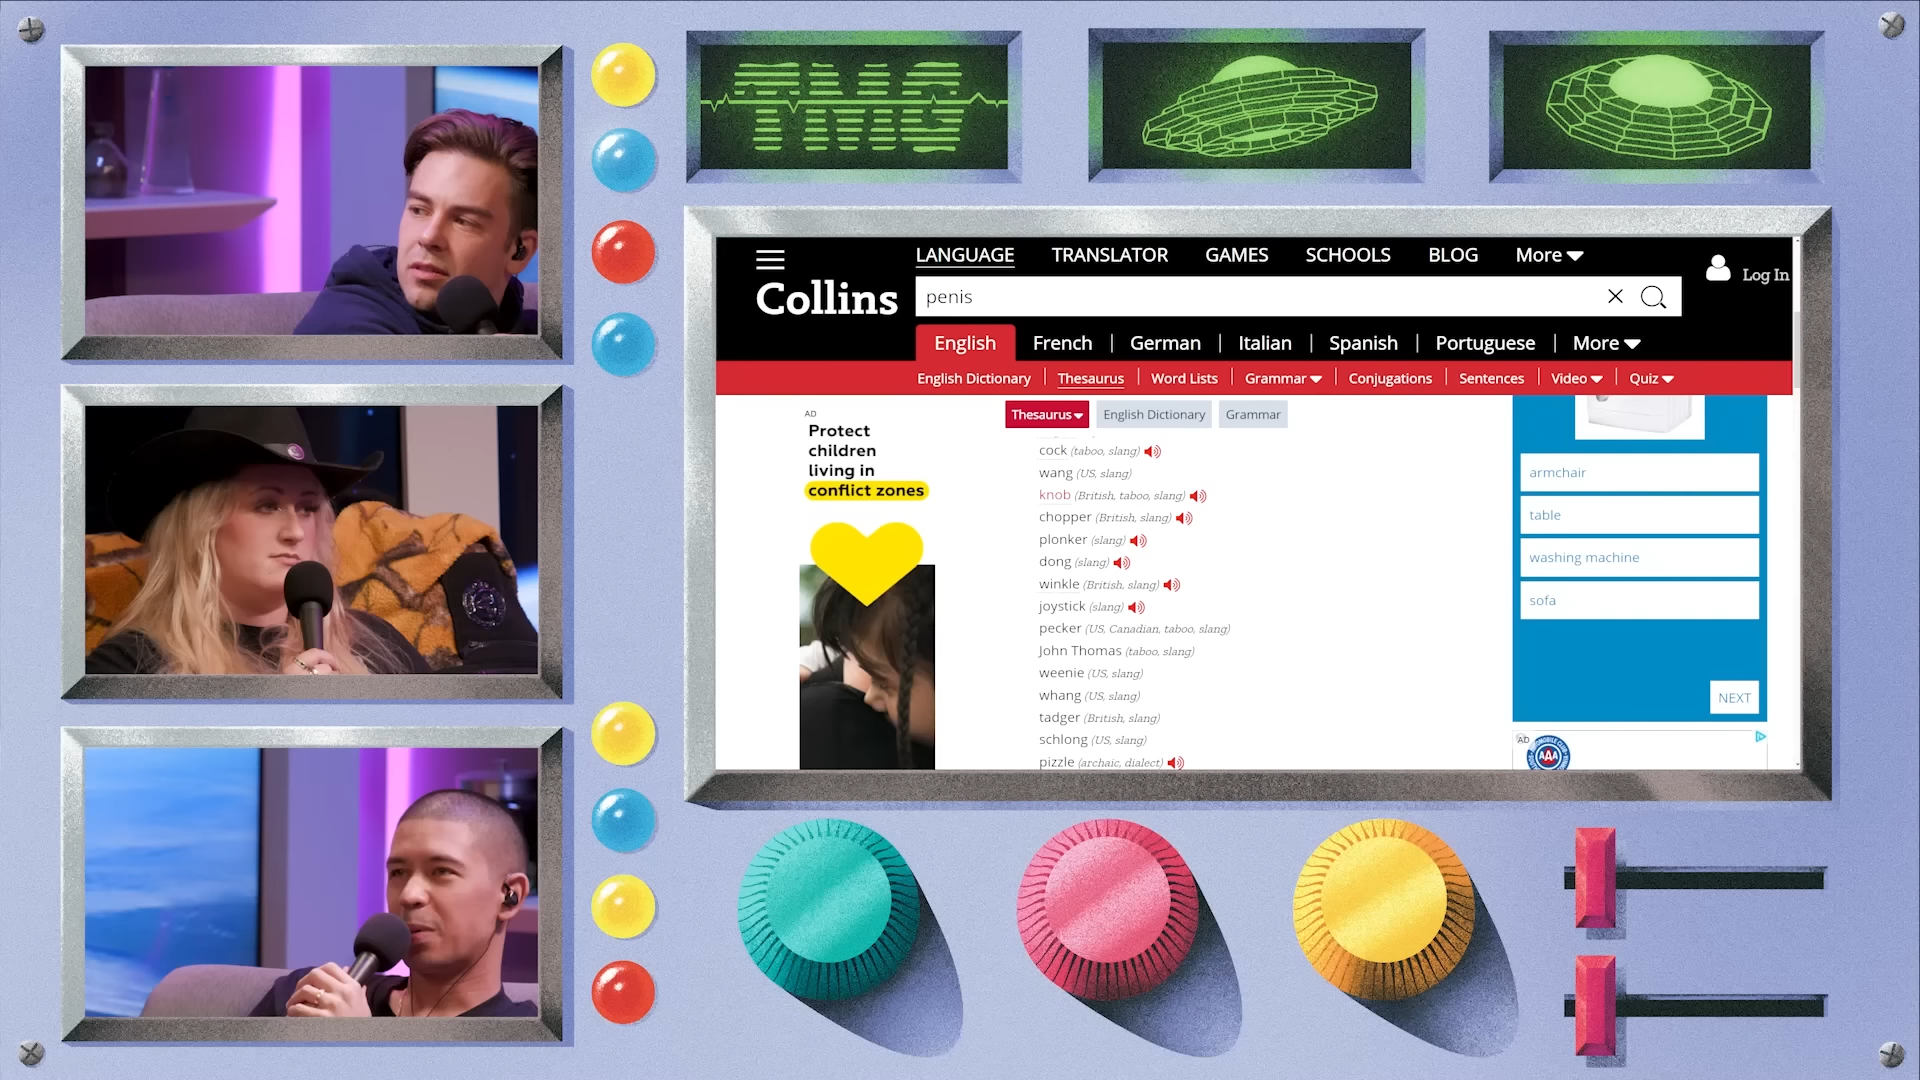 TMG
LANGUAGE TRANSLATOR GAMES SCHOOLS BLOG More
Log In
Collins
penis
English French German Italian Spanish Portuguese More
English Dictionary Thesaurus Word Lists Grammar Conjugations Sentences Video Quiz
Thesaurus English Dictionary Grammar
AD
Protect
children
living in
conflict zones
cock (taboo, slang)
wang (US, slang)
knob (British, taboo, slang)
chopper (British, slang)
plonker (slang)
dong (slang)
winkle (British, slang)
joystick (slang)
pecker (US, Canadian, taboo, slang)
John Thomas (taboo, slang)
weenie (US, slang)
whang (US, slang)
tadger (British, slang)
schlong (US, slang)
pizzle (archaic, dialect)
armchair
table
washing machine
sofa
NEXT
AD
AAA